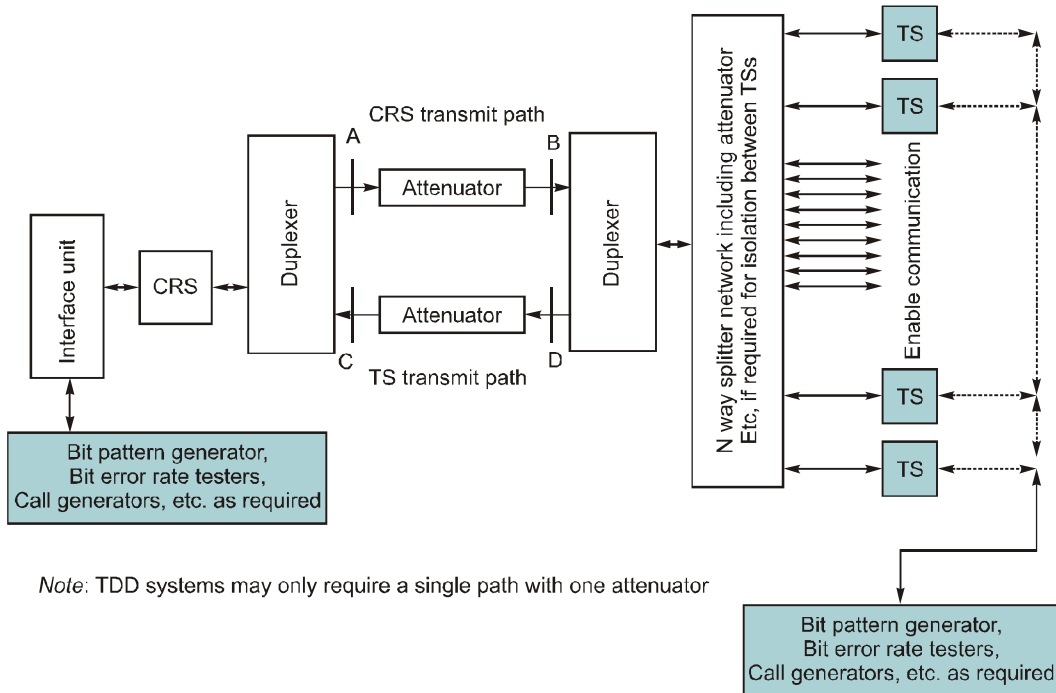 TS
TS
N way splitter network including attenuator
Etc, if required for isolation between TSs
CRS transmit path
A
B
Duplexer
Attenuator
Duplexer
Enable communication
Interface unit
CRS
Attenuator
C
D
TS transmit path
TS
TS
Bit pattern generator,
Bit error rate testers,
Call generators, etc. as required
Note: TDD systems may only require a single path with one attenuator
Bit pattern generator,
Bit error rate testers,
Call generators, etc. as required